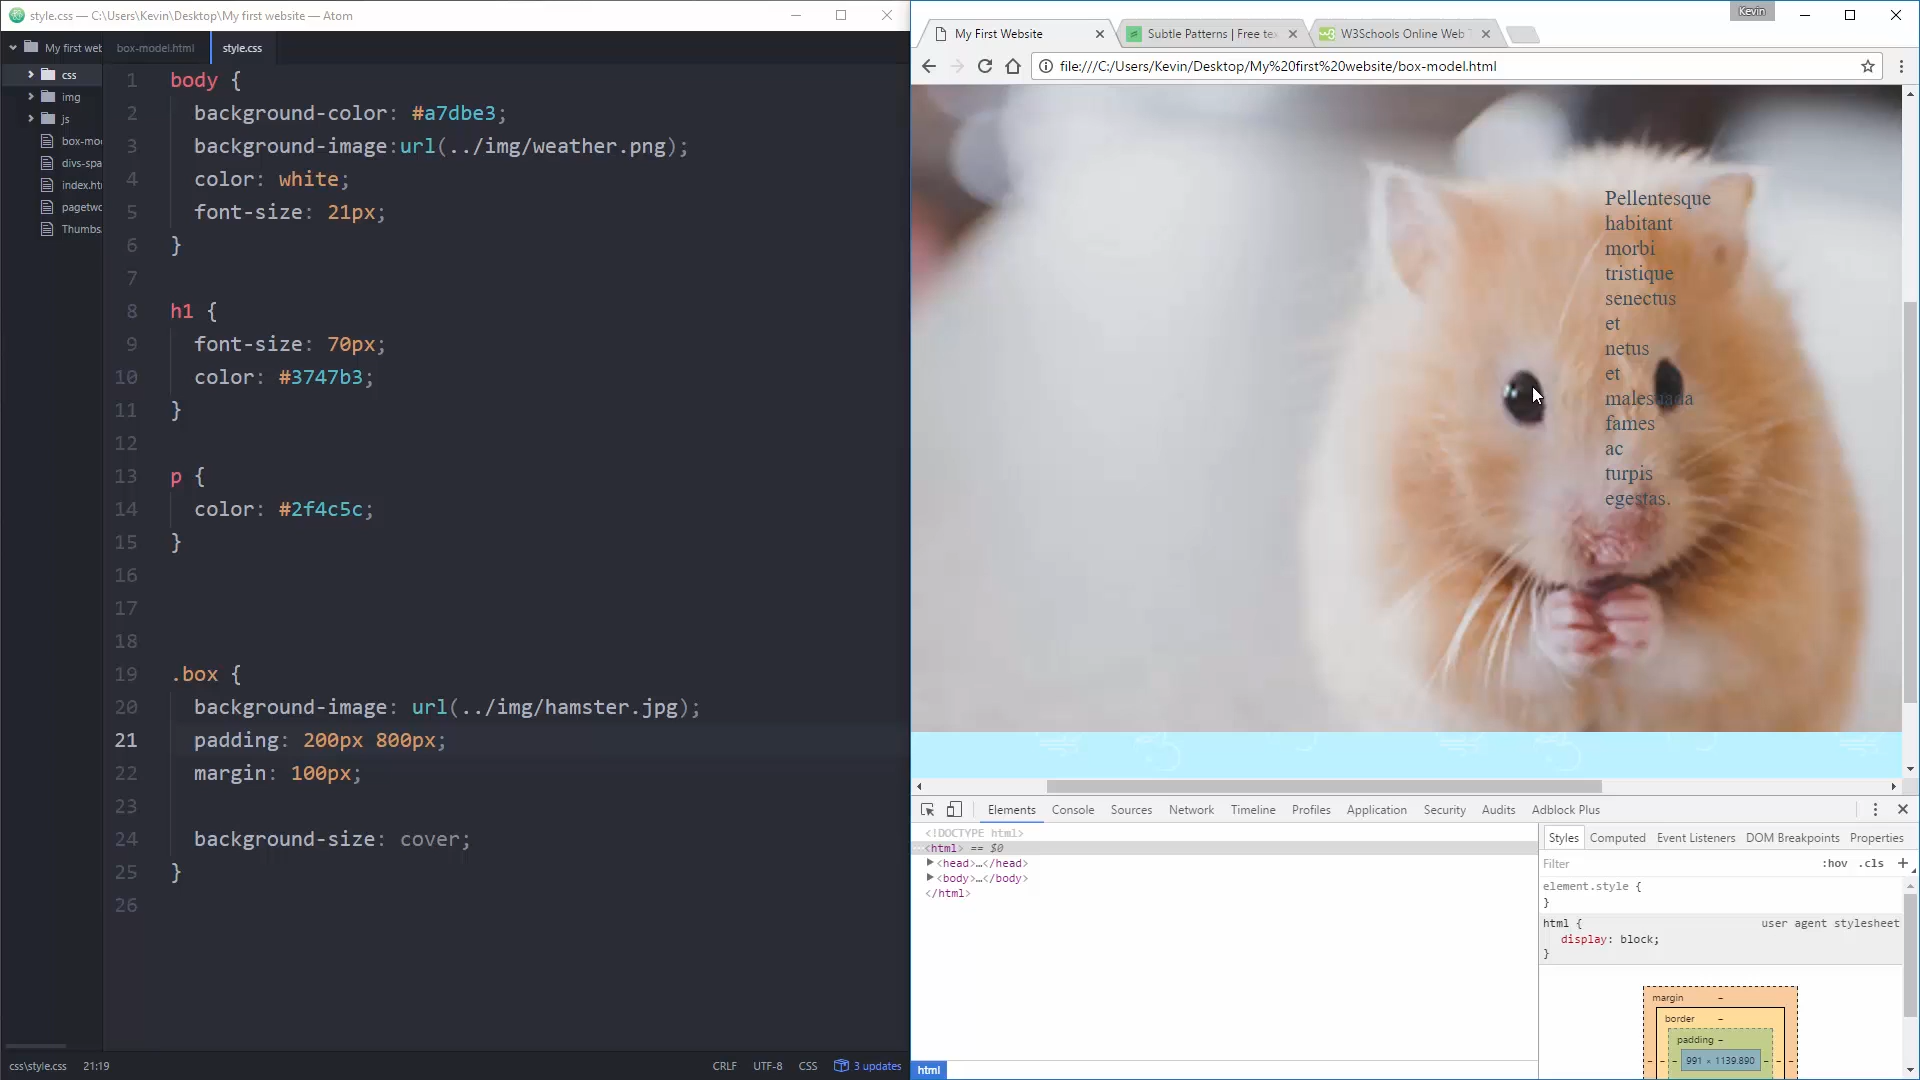 style.css — C:\Users\Kevin\Desktop\My first website — Atom
My first web
css
img
js
box-mo
divs-spa
index.ht
pagetwo
Thumbs.
box-model.html
style.css
1 body {
2 background-color: #a7dbe3;
3 background-image:url(../img/weather.png);
4 color: white;
5 font-size: 21px;
6 }
7
8 h1 {
9 font-size: 70px;
10 color: #3747b3;
11 }
12
13 p {
14 color: #2f4c5c;
15 }
16
17
18
19 .box {
20 background-image: url(../img/hamster.jpg);
21 padding: 200px 800px;
22 margin: 100px;
23
24 background-size: cover;
25 }
26
css\style.css 21:19
CRLF UTF-8 CSS 3 updates
Kevin
My First Website
Subtle Patterns | Free tex
W3Schools Online Web T
file:///C:/Users/Kevin/Desktop/My%20first%20website/box-model.html
Pellentesque
habitant
morbi
tristique
senectus
et
netus
et
malesuada
fames
ac
turpis
egestas.
Elements Console Sources Network Timeline Profiles Application Security Audits Adblock Plus
<!DOCTYPE html>
<html> == $0
<head>…</head>
<body>…</body>
</html>
html
Styles Computed Event Listeners DOM Breakpoints Properties
Filter :hov .cls +
element.style {
}
html { user agent stylesheet
display: block;
}
margin –
border –
padding –
991 × 1139.890